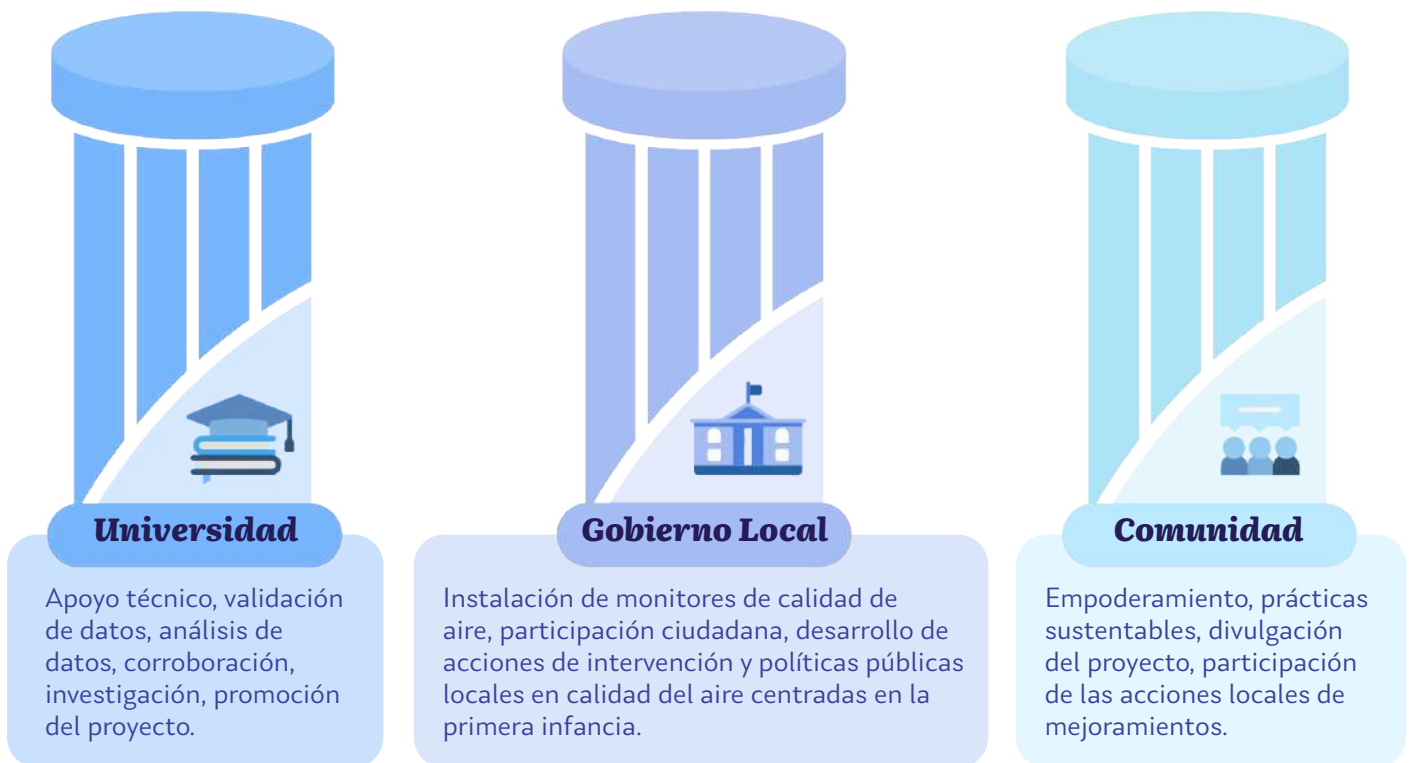 Universidad
Apoyo técnico, validación
de datos, análisis de
datos, corroboración,
investigación, promoción
del proyecto.
Gobierno Local
Instalación de monitores de calidad de
aire, participación ciudadana, desarrollo de
acciones de intervención y políticas públicas
locales en calidad del aire centradas en la
primera infancia.
Comunidad
Empoderamiento, prácticas
sustentables, divulgación
del proyecto, participación
de las acciones locales de
mejoramientos.